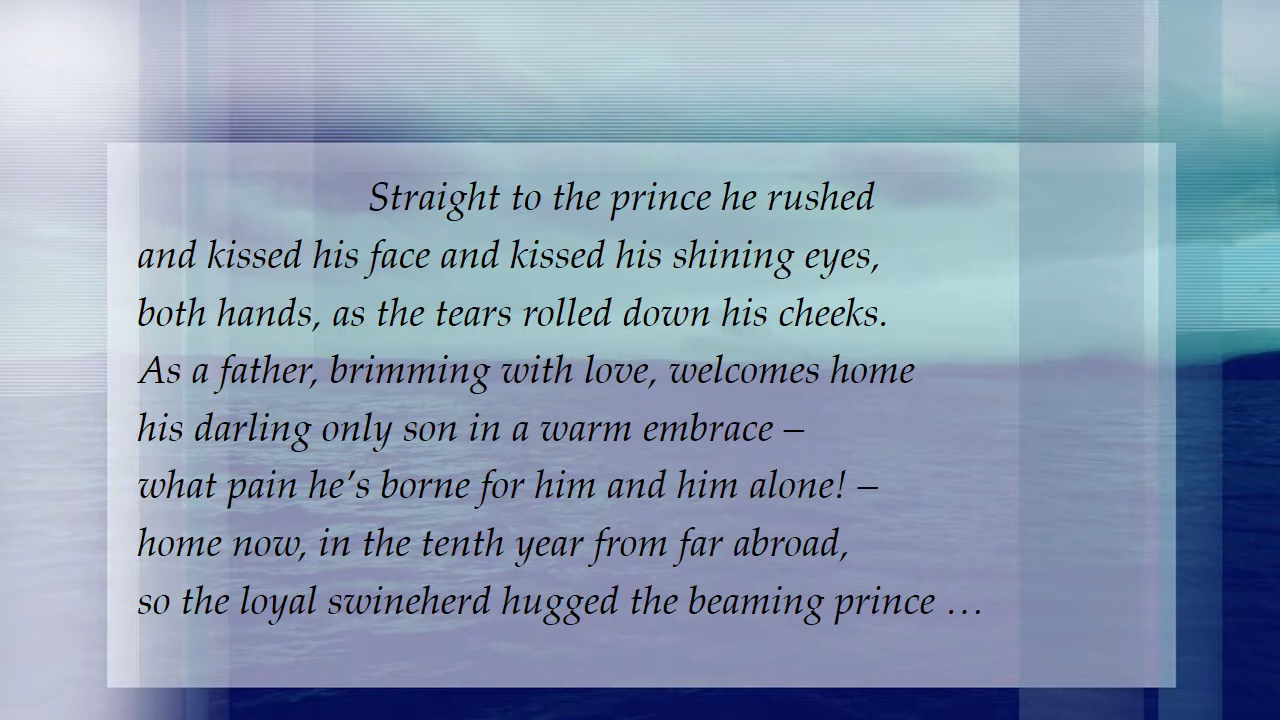 Straight to the prince he rushed
and kissed his face and kissed his shining eyes,
both hands, as the tears rolled down his cheeks.
As a father, brimming with love, welcomes home
his darling only son in a warm embrace –
what pain he’s borne for him and him alone! –
home now, in the tenth year from far abroad,
so the loyal swineherd hugged the beaming prince …